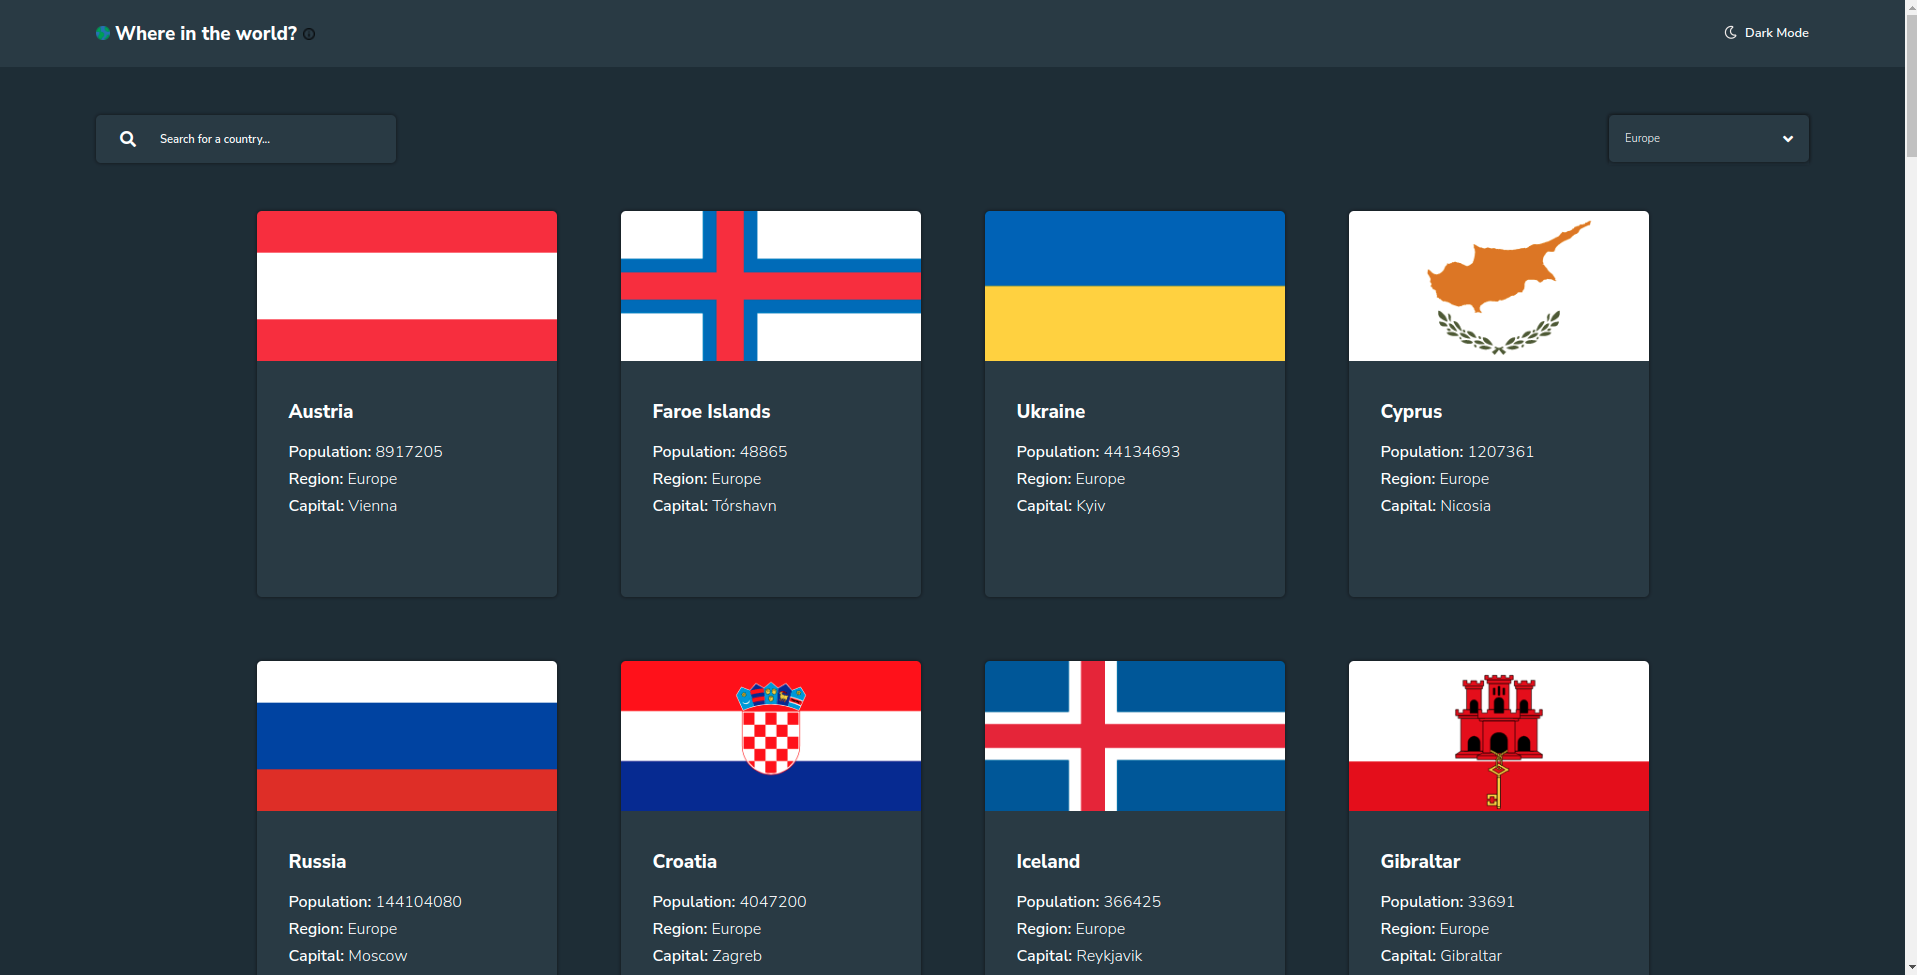 Where in the world?
Dark Mode
Search for a country...
Europe
Austria
Population: 8917205
Region: Europe
Capital: Vienna
Faroe Islands
Population: 48865
Region: Europe
Capital: Tórshavn
Ukraine
Population: 44134693
Region: Europe
Capital: Kyiv
Cyprus
Population: 1207361
Region: Europe
Capital: Nicosia
Russia
Population: 144104080
Region: Europe
Capital: Moscow
Croatia
Population: 4047200
Region: Europe
Capital: Zagreb
Iceland
Population: 366425
Region: Europe
Capital: Reykjavik
Gibraltar
Population: 33691
Region: Europe
Capital: Gibraltar